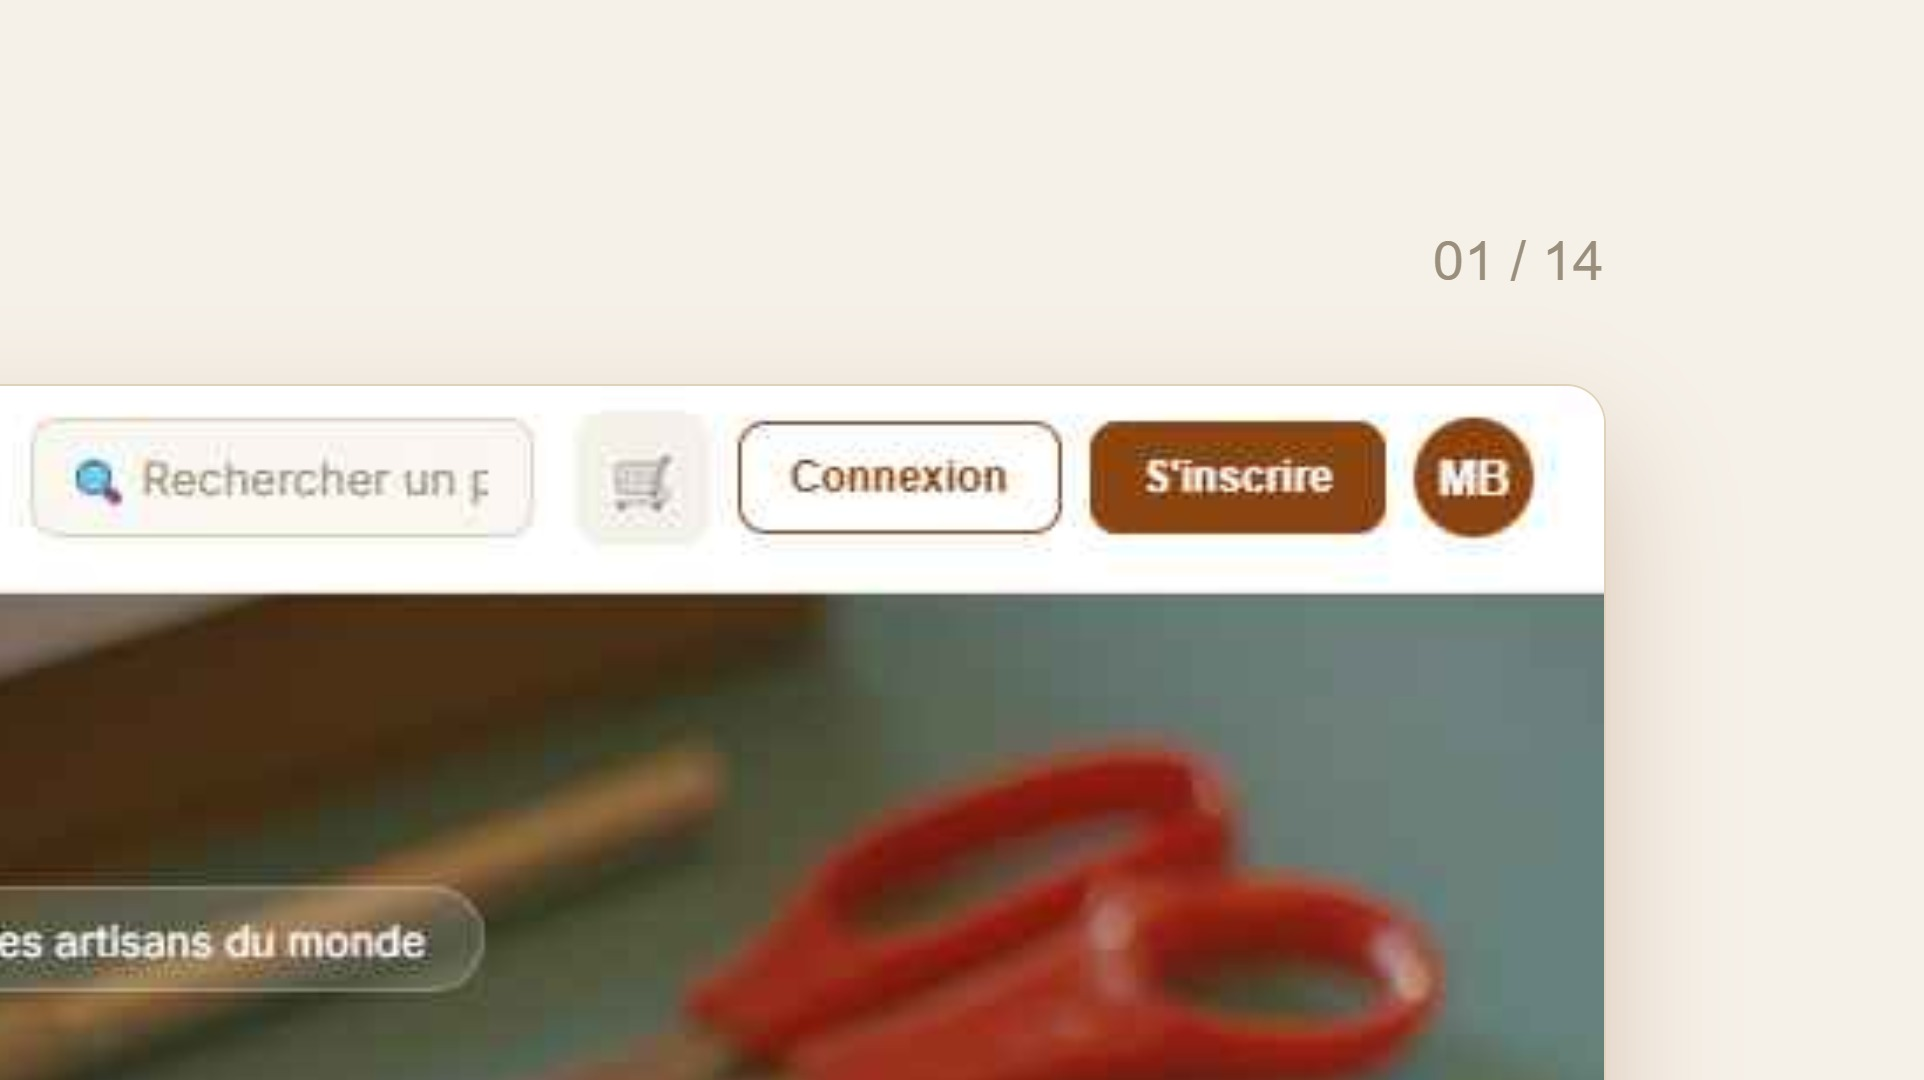 01 / 14
Rechercher un p
Connexion
S'inscrire
MB
es artisans du monde